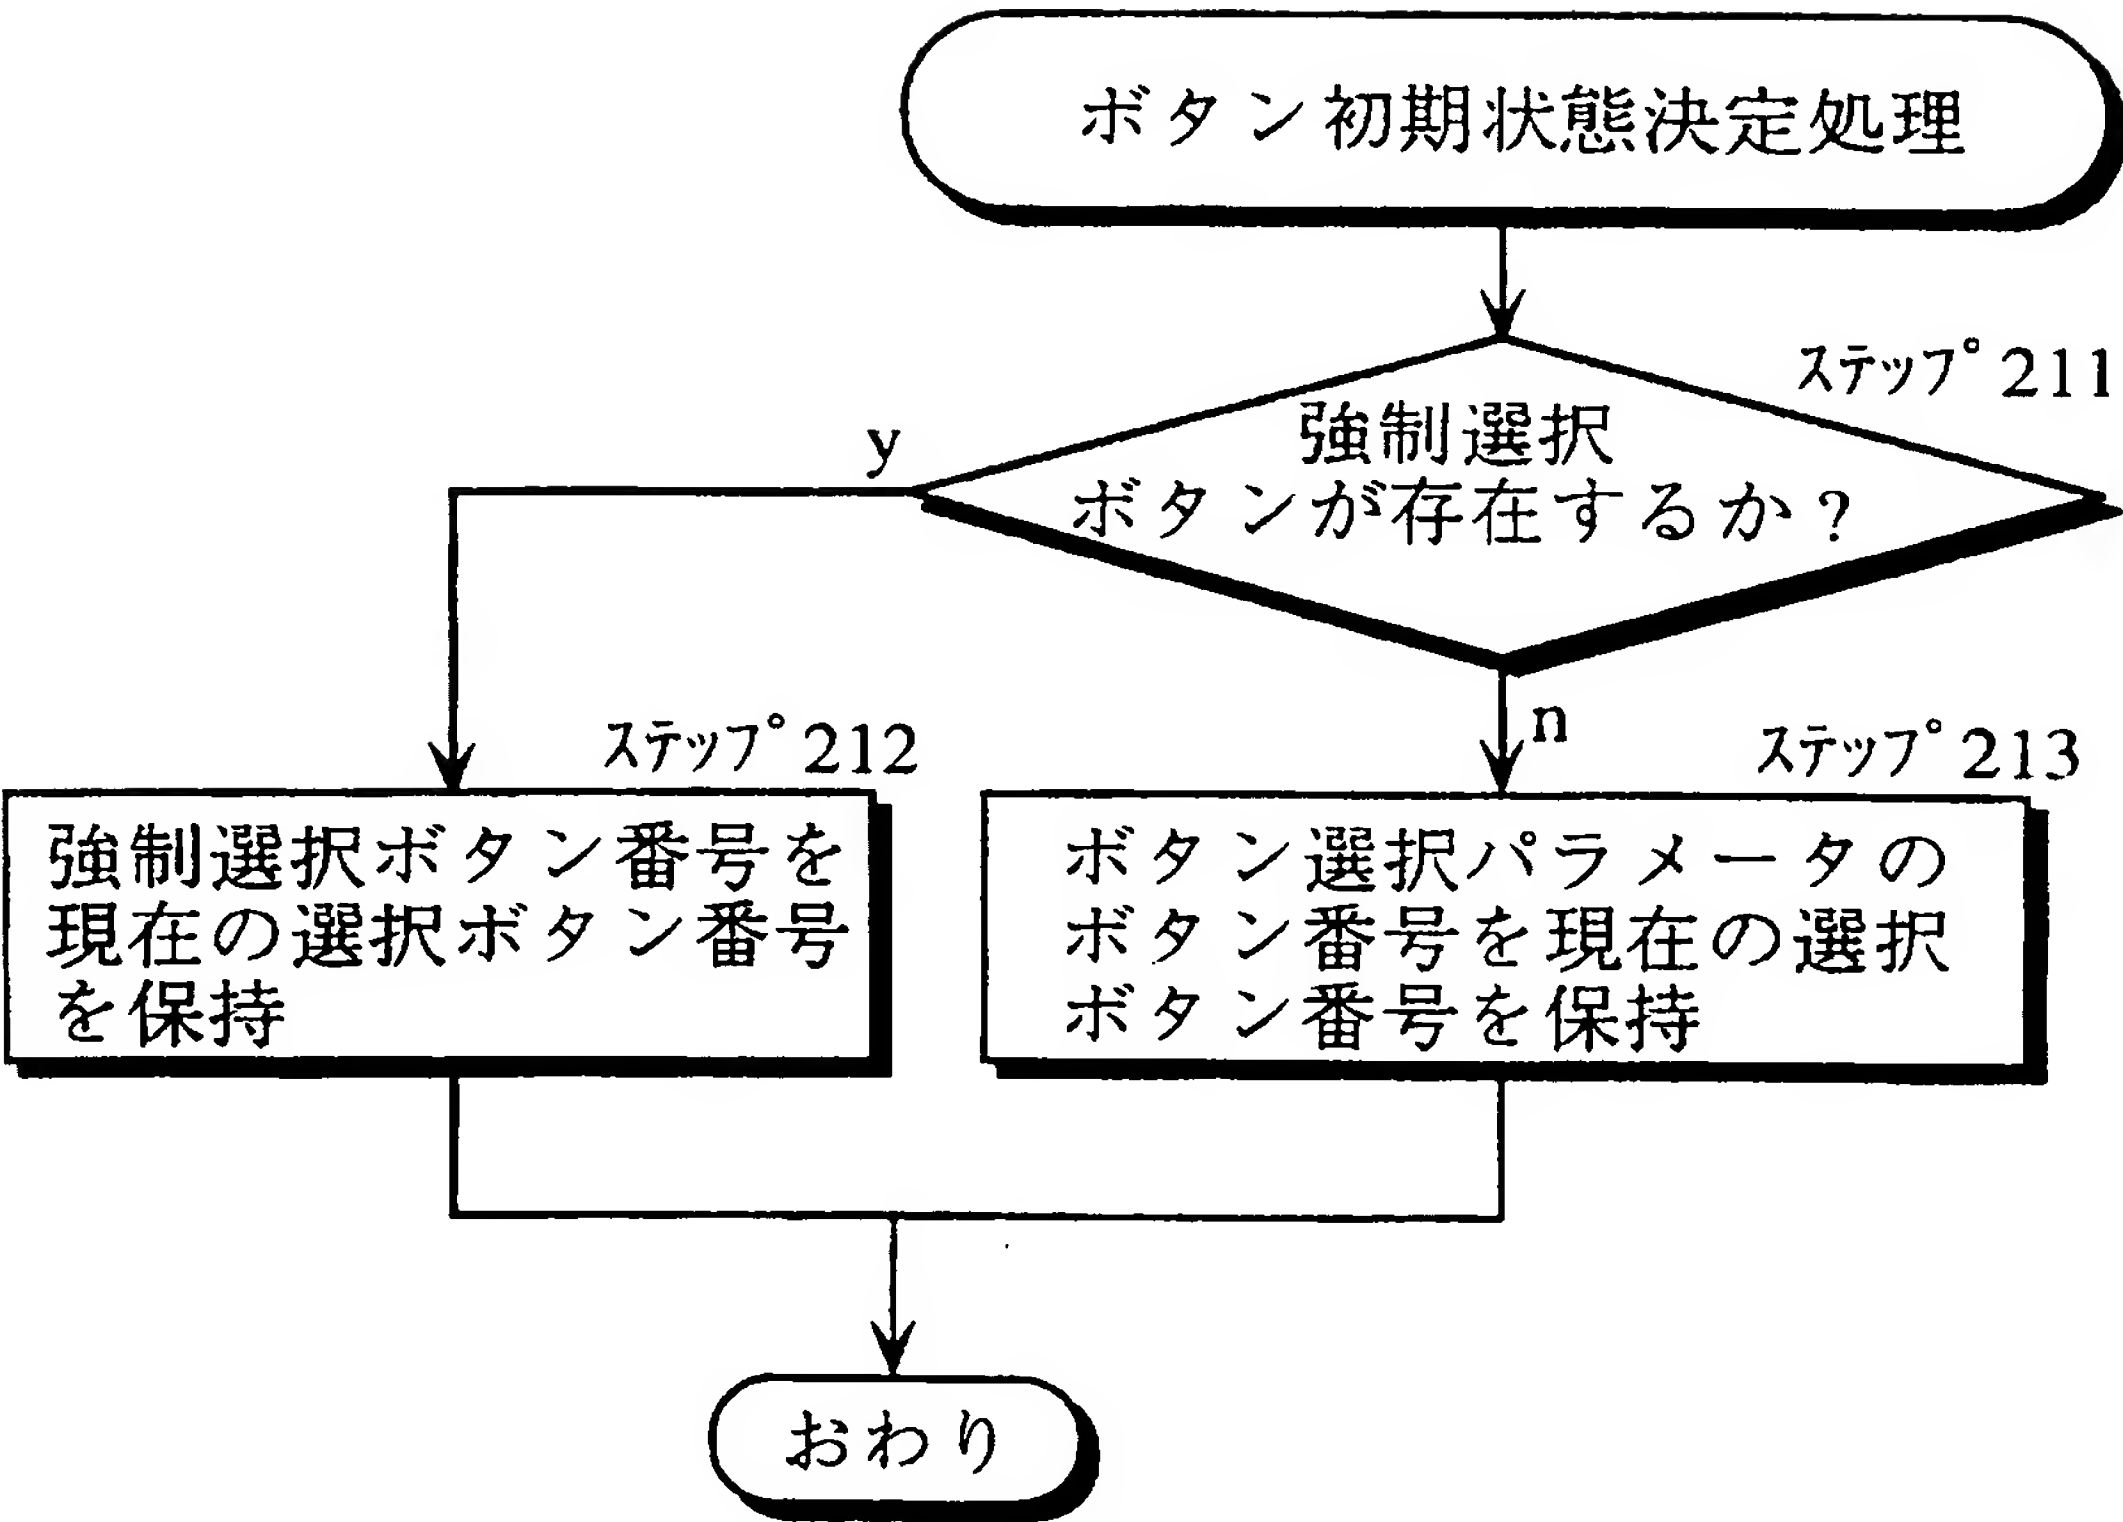 ボタン初期状態決定処理
ステップ211
強制選択
ボタンが存在するか?
y
n
ステップ212
強制選択ボタン番号を
現在の選択ボタン番号
を保持
ステップ213
ボタン選択パラメータの
ボタン番号を現在の選択
ボタン番号を保持
おわり